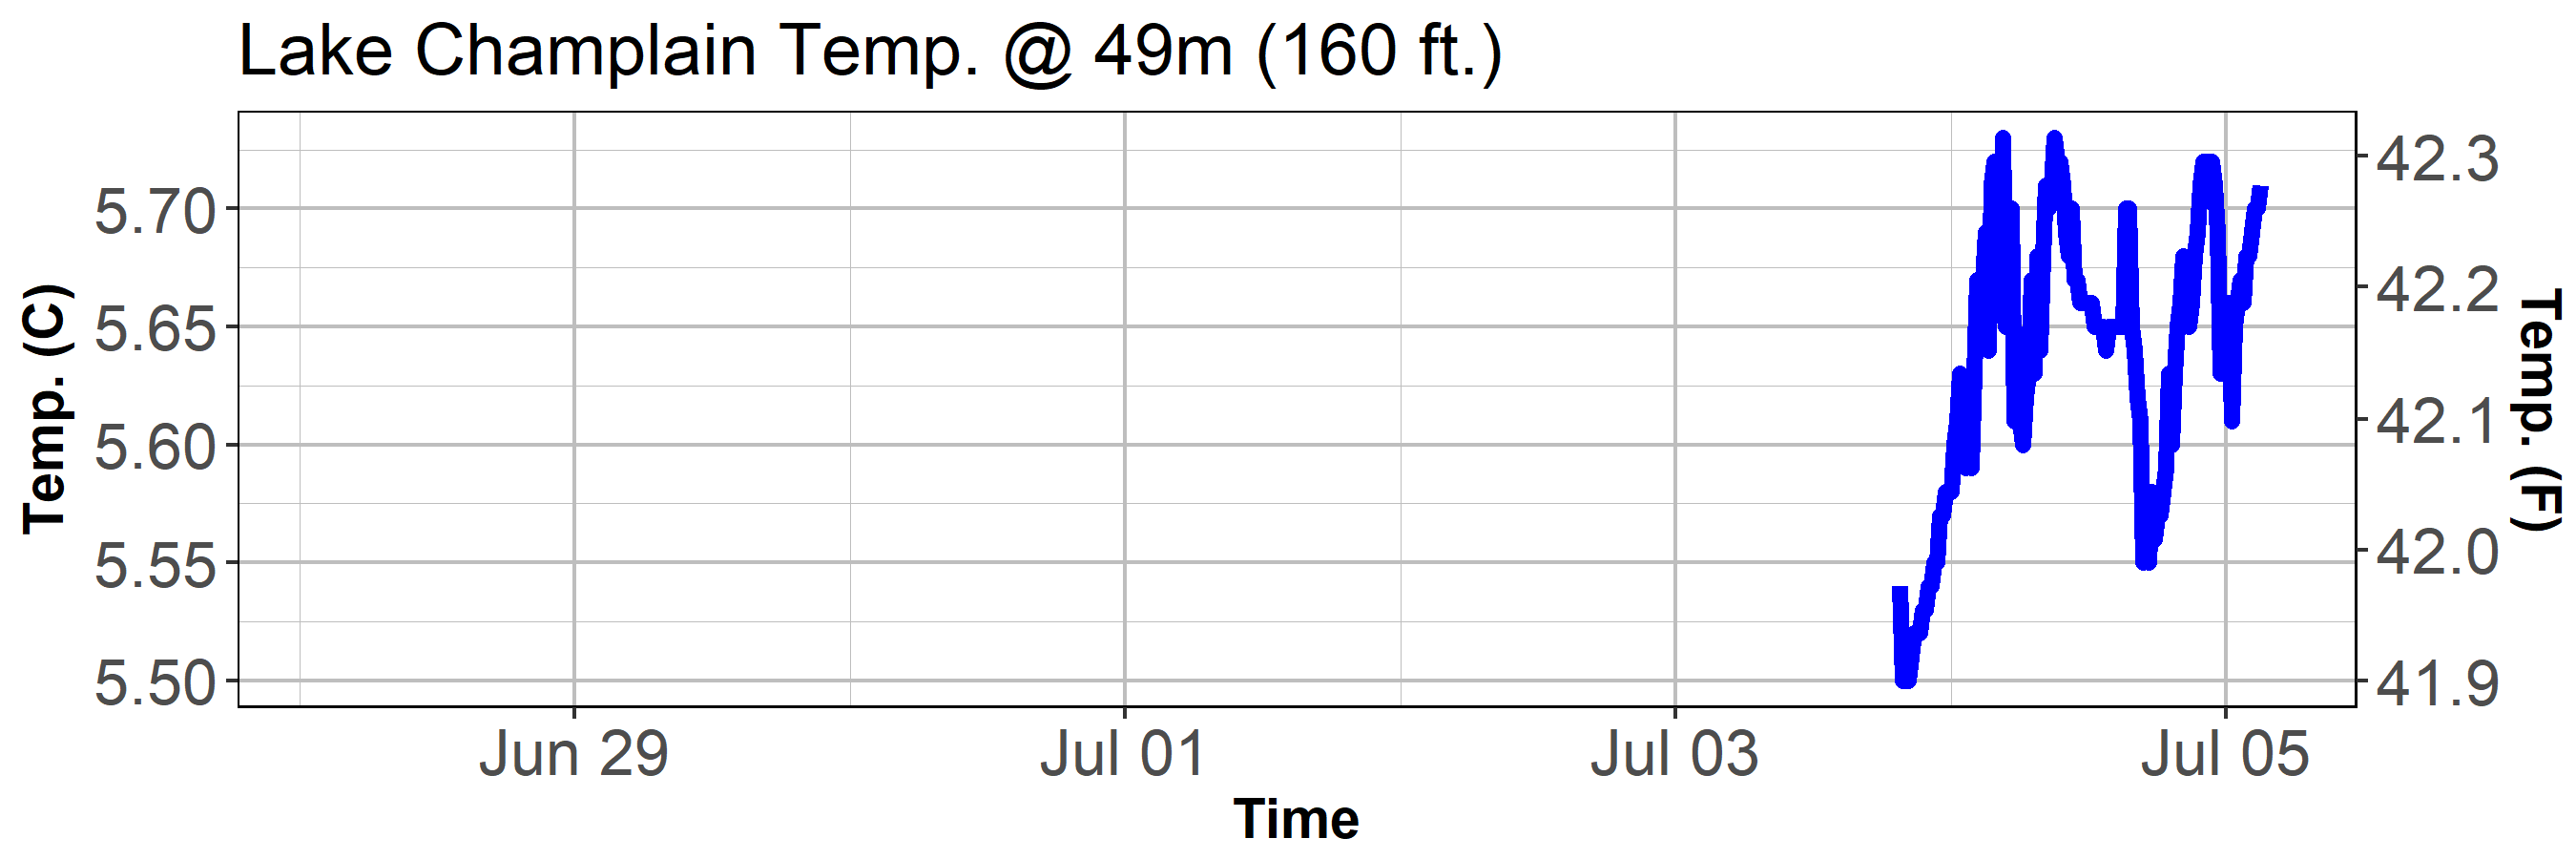 Lake Champlain Temp. @ 49m (160 ft.)
Temp. (C)
5.70
5.65
5.60
5.55
5.50
42.3
42.2
42.1
42.0
41.9
Temp. (F)
Jun 29 Jul 01 Jul 03 Jul 05
Time